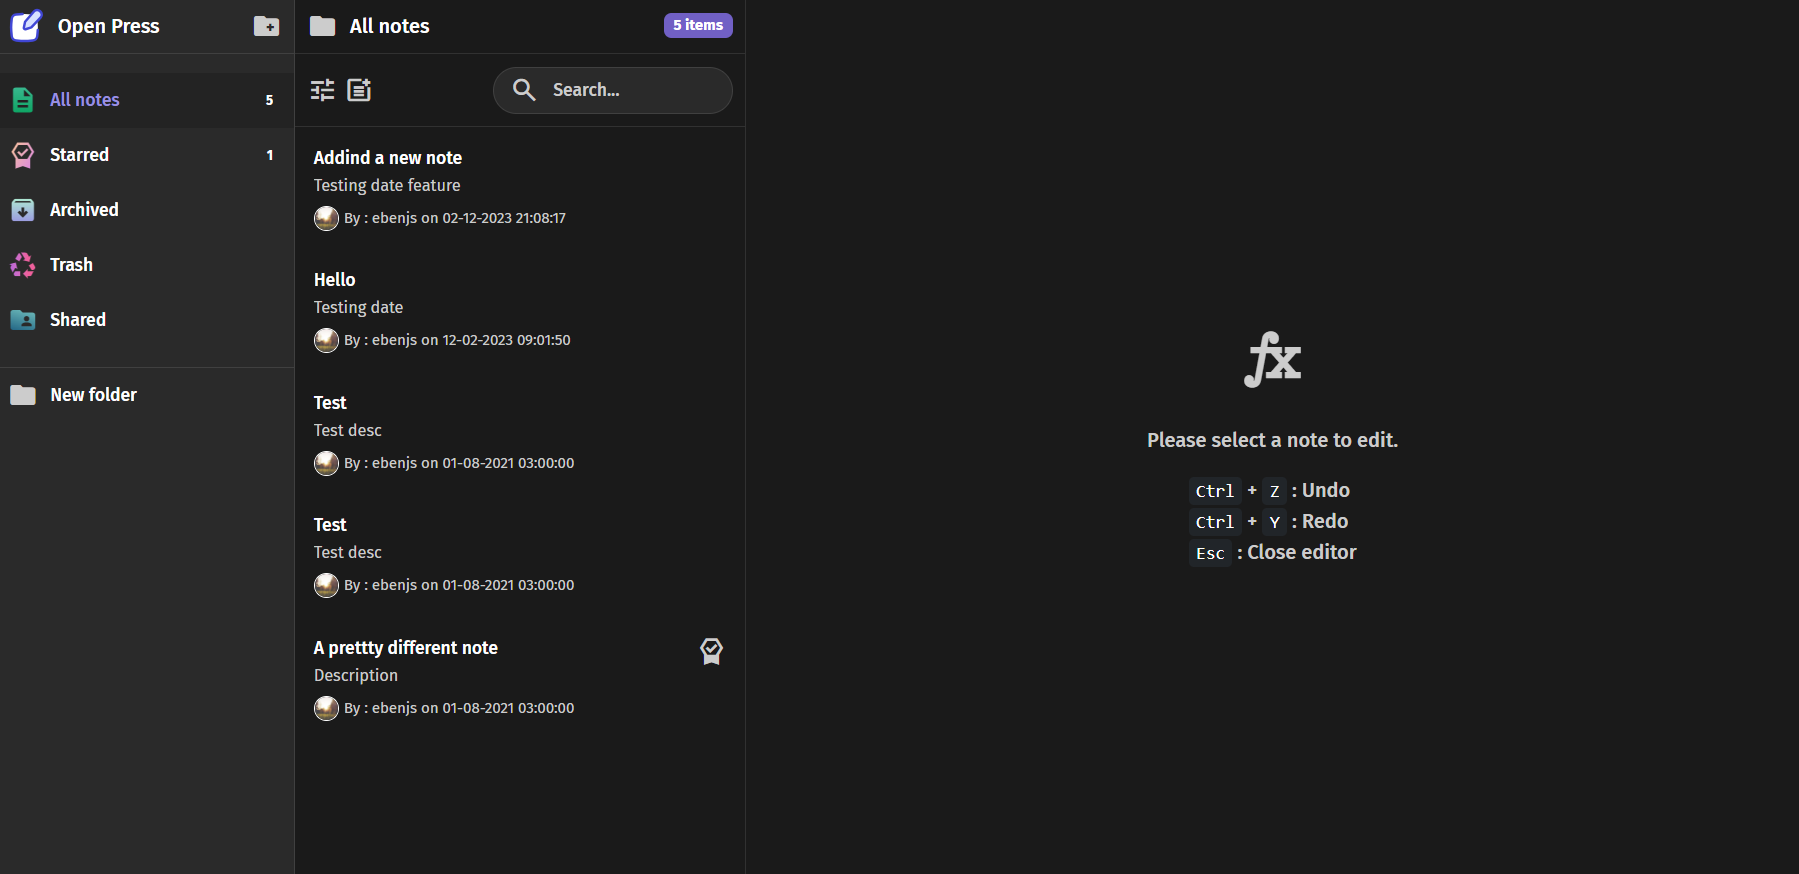 Open Press
All notes 5
Starred 1
Archived
Trash
Shared
New folder
All notes 5 items
Search...
Addind a new note
Testing date feature
By : ebenjs on 02-12-2023 21:08:17
Hello
Testing date
By : ebenjs on 12-02-2023 09:01:50
Test
Test desc
By : ebenjs on 01-08-2021 03:00:00
Test
Test desc
By : ebenjs on 01-08-2021 03:00:00
A prettty different note
Description
By : ebenjs on 01-08-2021 03:00:00
fx
Please select a note to edit.
Ctrl + Z : Undo
Ctrl + Y : Redo
Esc : Close editor